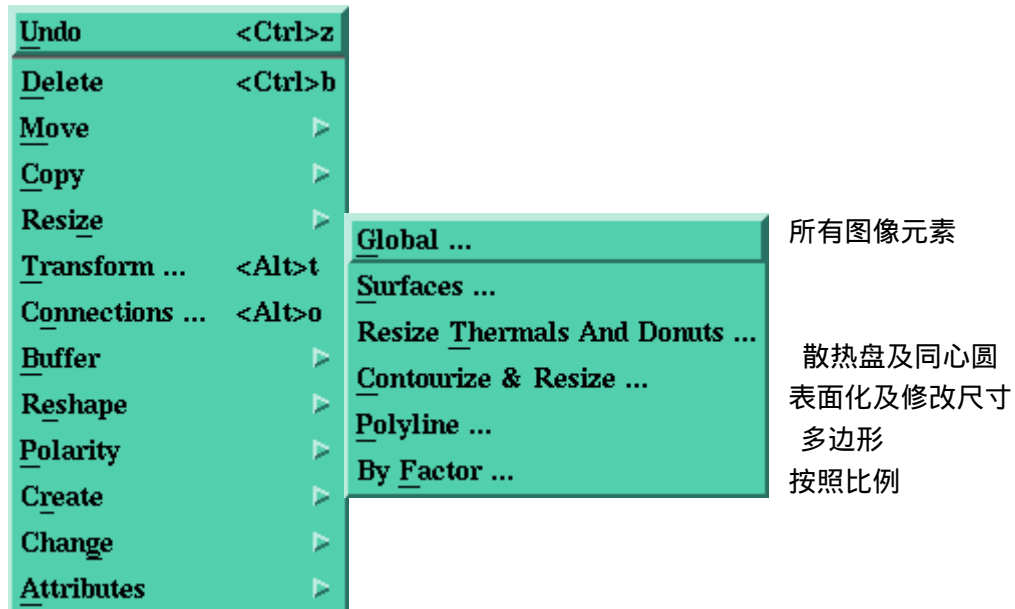 Undo <Ctrl>z
Delete <Ctrl>b
Move
Copy
Resize
Transform ... <Alt>t
Connections ... <Alt>o
Buffer
Reshape
Polarity
Create
Change
Attributes
Global ...
Surfaces ...
Resize Thermals And Donuts ...
Contourize & Resize ...
Polyline ...
By Factor ...
所有图像元素
散热盘及同心圆
表面化及修改尺寸
多边形
按照比例